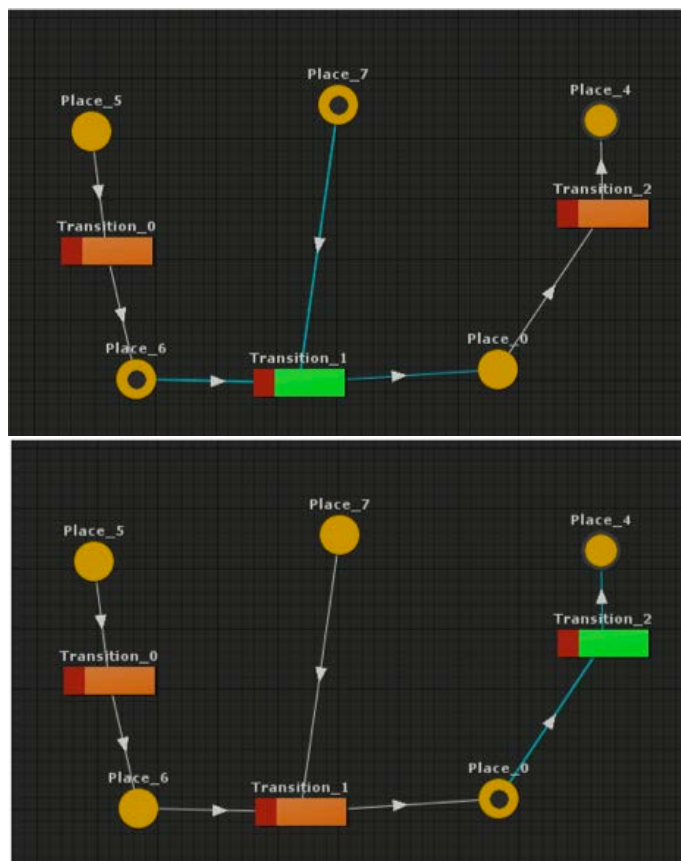 Place_5
Place_7
Place_4
Transition_0
Transition_2
Place_6
Transition_1
Place_0
Place_5
Place_7
Place_4
Transition_0
Transition_2
Place_6
Transition_1
Place_0